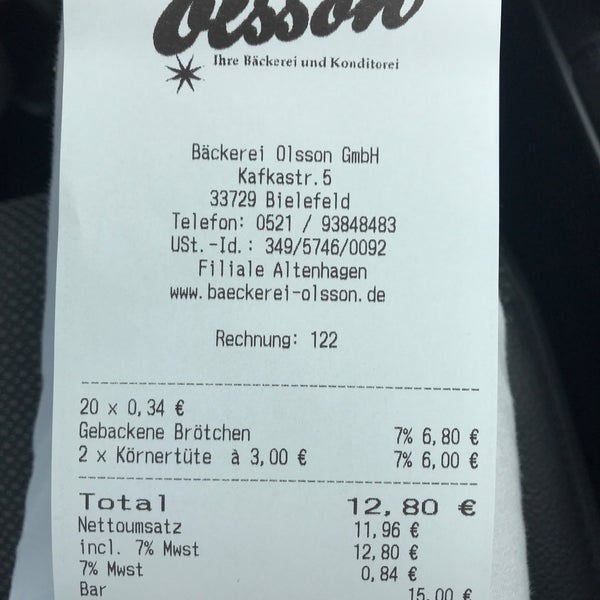 Olsson
Ihre Bäckerei und Konditorei
Bäckerei Olsson GmbH
Kafkastr. 5
33729 Bielefeld
Telefon: 0521 / 93848483
USt.-Id.: 349/5746/0092
Filiale Altenhagen
www.baeckerei-olsson.de
Rechnung: 122
20 x 0,34 €
Gebackene Brötchen 7% 6,80 €
2 x Körnertüte à 3,00 € 7% 6,00 €
Total 12,80 €
Nettoumsatz 11,96 €
incl. 7% Mwst 12,80 €
7% Mwst 0,84 €
Bar 15,00 €